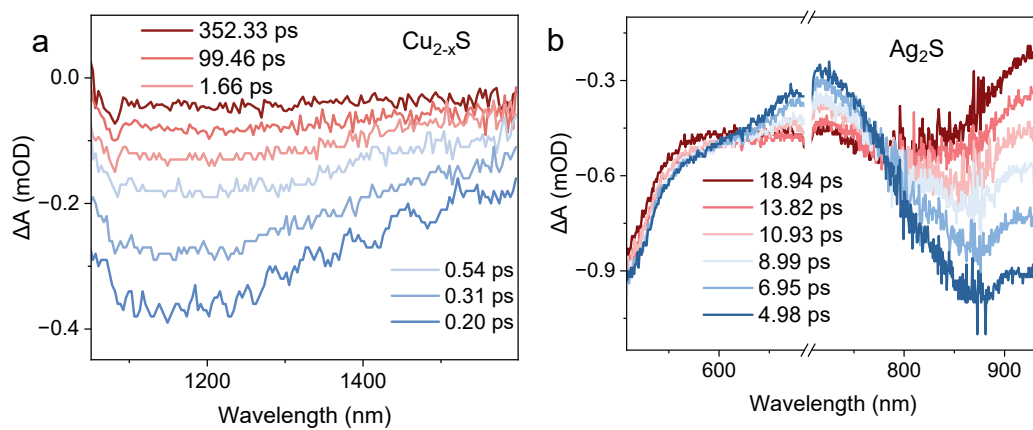 a
Cu2-xS
352.33 ps
99.46 ps
1.66 ps
0.54 ps
0.31 ps
0.20 ps
0.0
−0.2
−0.4
ΔA (mOD)
1200
1400
Wavelength (nm)
b
Ag2S
18.94 ps
13.82 ps
10.93 ps
8.99 ps
6.95 ps
4.98 ps
−0.3
−0.6
−0.9
ΔA (mOD)
600
800
900
Wavelength (nm)